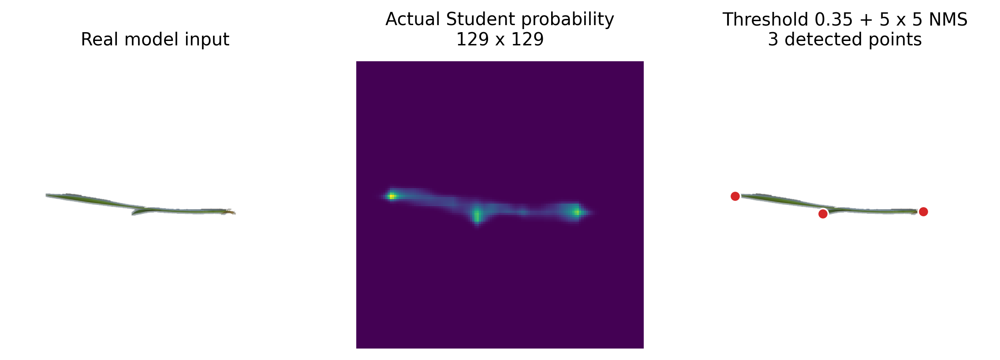 Real model input
Actual Student probability
129 x 129
Threshold 0.35 + 5 x 5 NMS
3 detected points